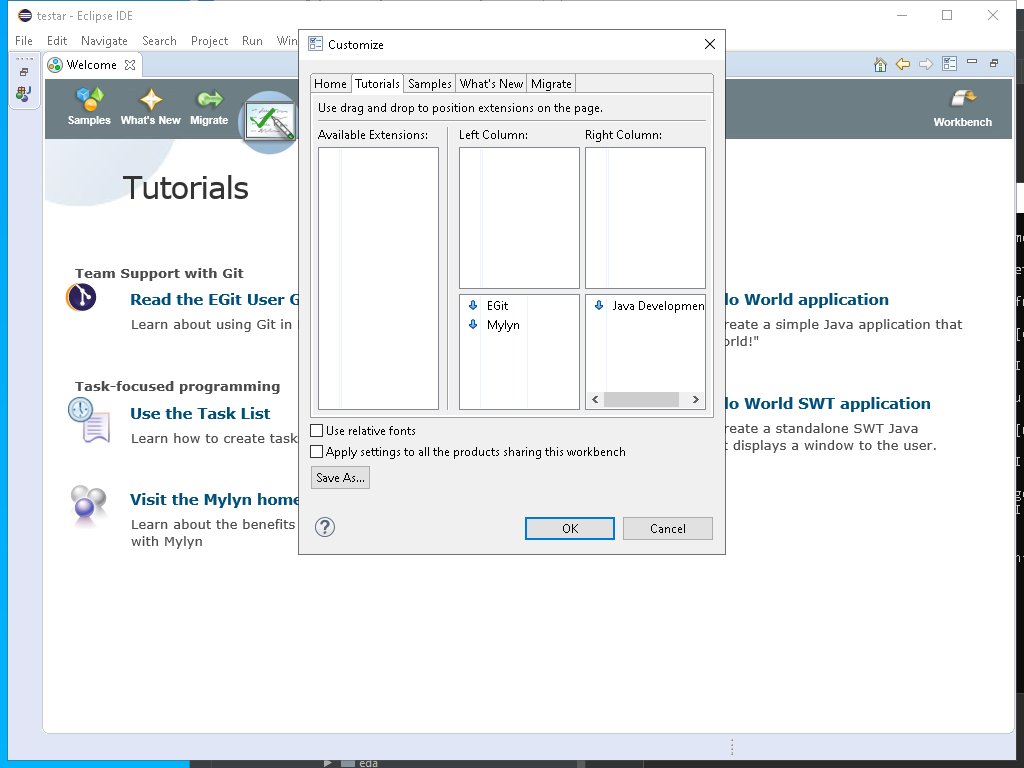 testar - Eclipse IDE
File Edit Navigate Search Project Run Win
Customize
Welcome
Home Tutorials Samples What's New Migrate
Samples What's New Migrate
Workbench
Use drag and drop to position extensions on the page.
Available Extensions: Left Column: Right Column:
Tutorials
Team Support with Git
Read the EGit User G
Learn about using Git in
EGit
Mylyn
Java Developmen
lo World application
reate a simple Java application that
orld!"
Task-focused programming
Use the Task List
Learn how to create task
lo World SWT application
reate a standalone SWT Java
t displays a window to the user.
Use relative fonts
Apply settings to all the products sharing this workbench
Save As...
Visit the Mylyn home
Learn about the benefits
with Mylyn
?
OK Cancel
eda